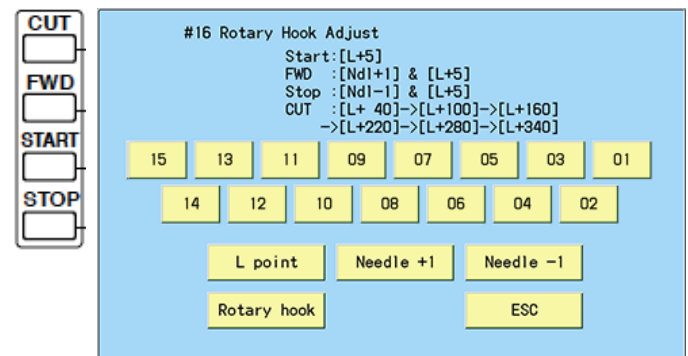 CUT
FWD
START
STOP
#16 Rotary Hook Adjust
Start:[L+5]
FWD :[Ndl+1] & [L+5]
Stop :[Ndl-1] & [L+5]
CUT :[L+ 40]->[L+100]->[L+160]
->[L+220]->[L+280]->[L+340]
15 13 11 09 07 05 03 01
14 12 10 08 06 04 02
L point Needle +1 Needle -1
Rotary hook ESC